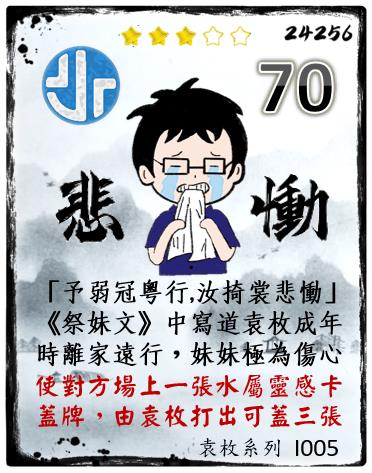 24256
70
悲慟
「予弱冠粵行,汝掎裳悲慟」
《祭妹文》中寫道袁枚成年
時離家遠行，妹妹極為傷心
使對方場上一張水屬靈感卡
蓋牌，由袁枚打出可蓋三張
袁枚系列 I005